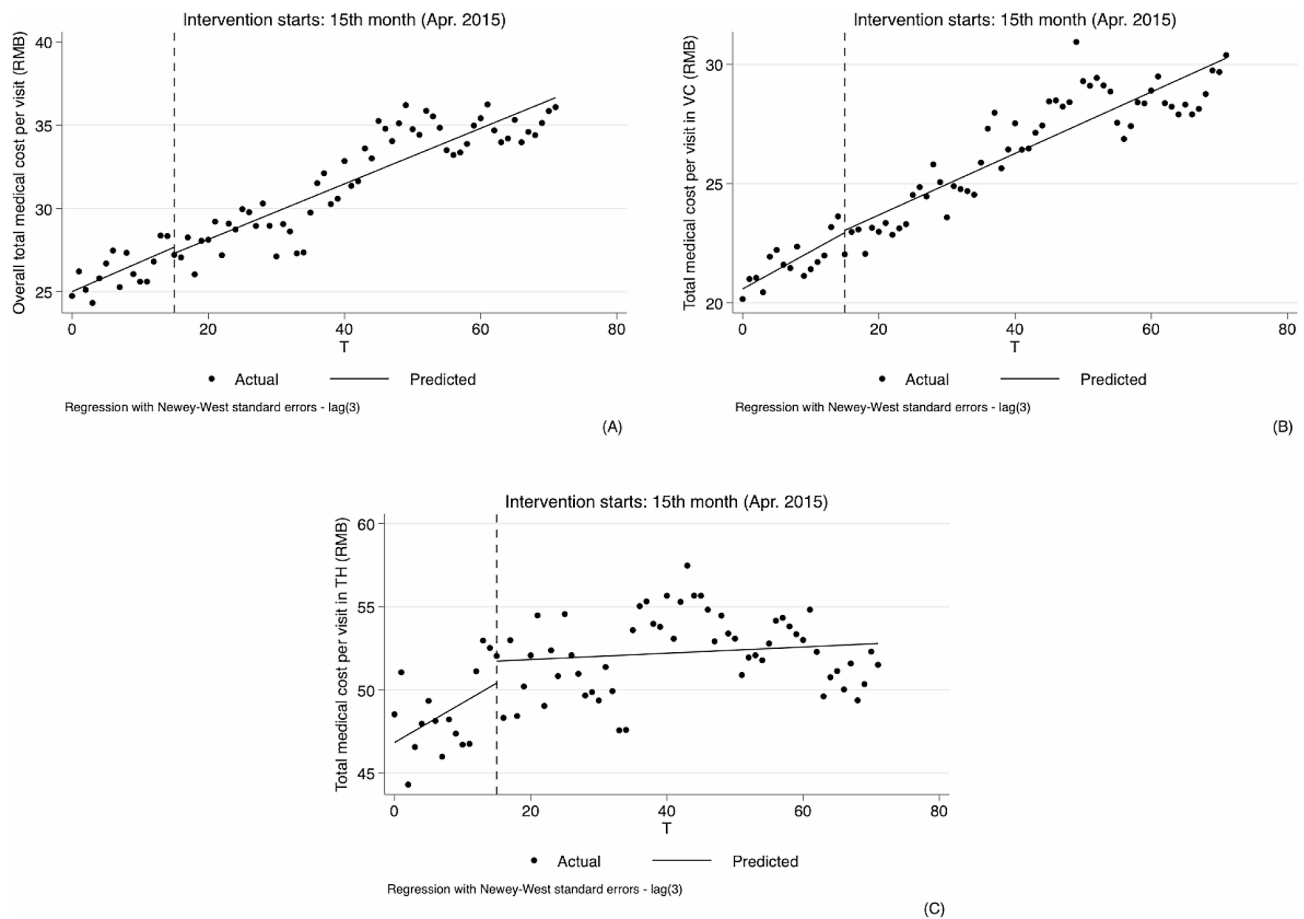 Intervention starts: 15th month (Apr. 2015)
Overall total medical cost per visit (RMB)
40
35
30
25
0 20 40 60 80
T
Actual Predicted
Regression with Newey-West standard errors - lag(3)
(A)
Intervention starts: 15th month (Apr. 2015)
Total medical cost per visit in VC (RMB)
30
25
20
0 20 40 60 80
T
Actual Predicted
Regression with Newey-West standard errors - lag(3)
(B)
Intervention starts: 15th month (Apr. 2015)
Total medical cost per visit in TH (RMB)
60
55
50
45
0 20 40 60 80
T
Actual Predicted
Regression with Newey-West standard errors - lag(3)
(C)